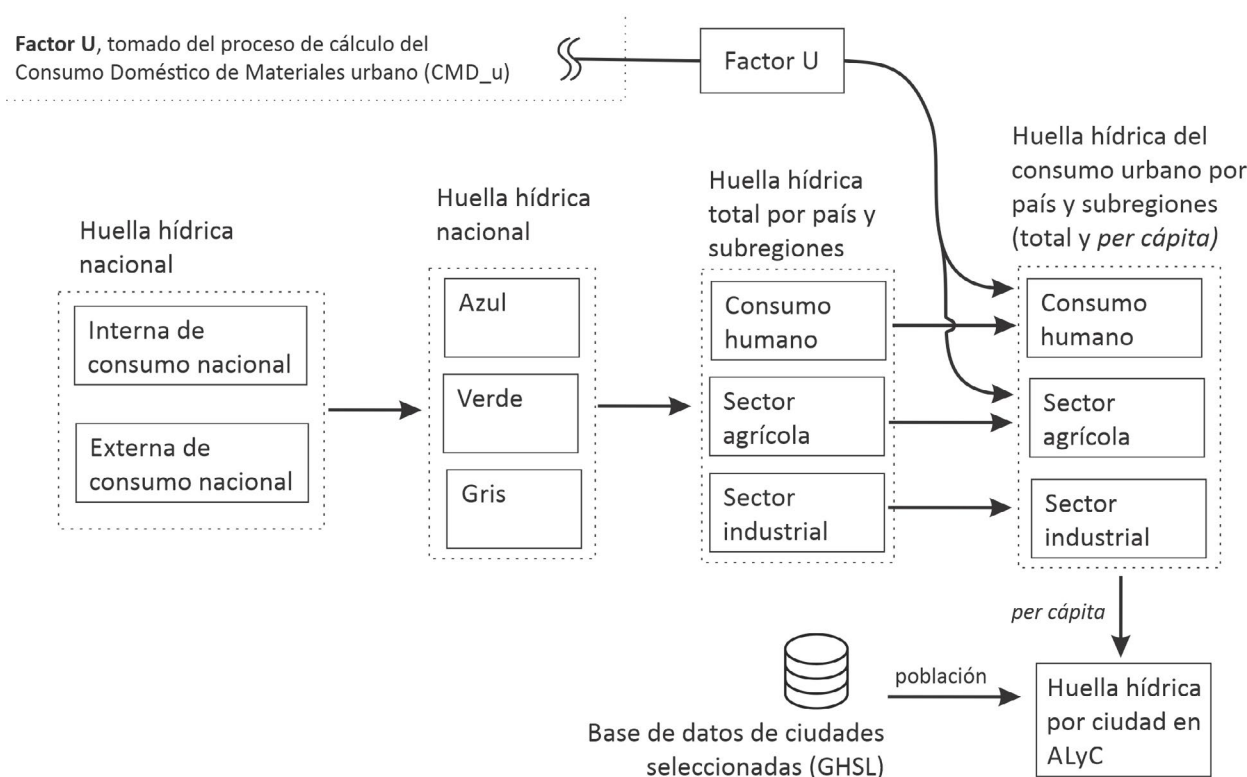 Factor U, tomado del proceso de cálculo del
Consumo Doméstico de Materiales urbano (CMD_u)
Factor U
Huella hídrica
nacional
Interna de
consumo nacional
Externa de
consumo nacional
Huella hídrica
nacional
Azul
Verde
Gris
Huella hídrica
total por país y
subregiones
Consumo
humano
Sector
agrícola
Sector
industrial
Huella hídrica del
consumo urbano por
país y subregiones
(total y per cápita)
Consumo
humano
Sector
agrícola
Sector
industrial
per cápita
población
Base de datos de ciudades
seleccionadas (GHSL)
Huella hídrica
por ciudad en
ALyC